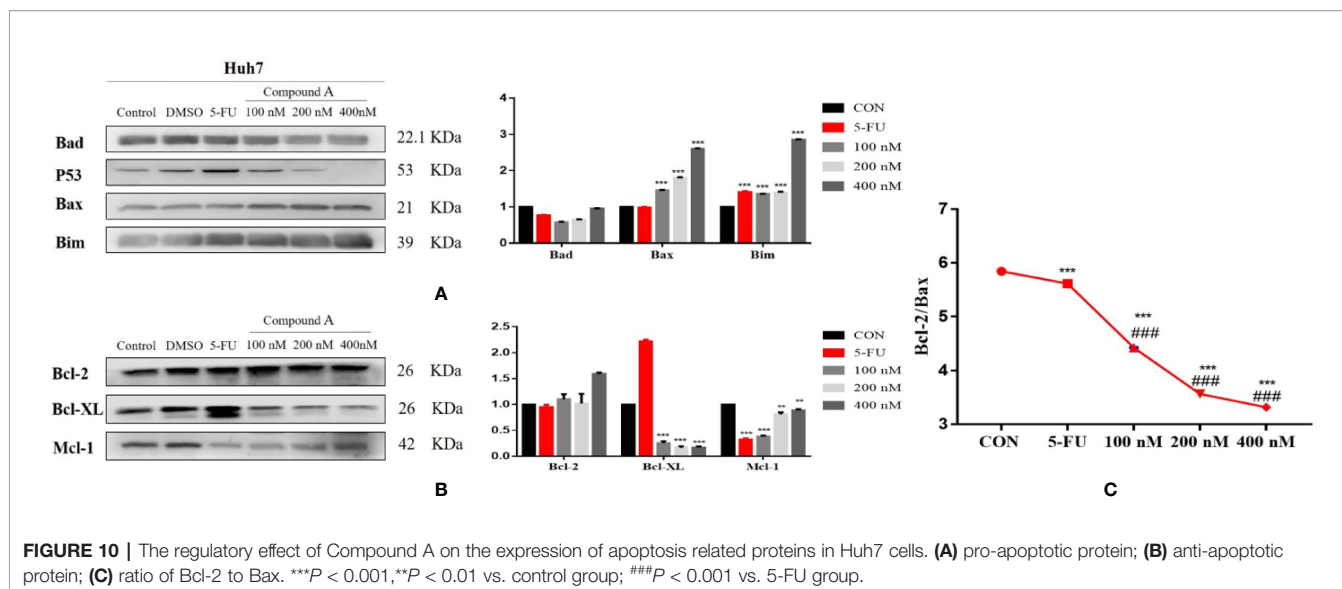 Huh7
Compound A
Control DMSO 5-FU 100 nM 200 nM 400nM
Bad 22.1 KDa
P53 53 KDa
Bax 21 KDa
Bim 39 KDa
4
3
2
1
0
*** *** *** *** *** *** ***
Bad Bax Bim
CON
5-FU
100 nM
200 nM
400 nM
A
Compound A
Control DMSO 5-FU 100 nM 200 nM 400nM
Bcl-2 26 KDa
Bcl-XL 26 KDa
Mcl-1 42 KDa
2.5
2.0
1.5
1.0
0.5
0.0
*** *** *** *** *** ** **
Bcl-2 Bcl-XL Mcl-1
CON
5-FU
100 nM
200 nM
400 nM
B
Bcl-2/Bax
7
6
5
4
3
***
***
###
***
###
***
###
CON 5-FU 100 nM 200 nM 400 nM
C
FIGURE 10 | The regulatory effect of Compound A on the expression of apoptosis related proteins in Huh7 cells. (A) pro-apoptotic protein; (B) anti-apoptotic
protein; (C) ratio of Bcl-2 to Bax. ***P < 0.001,**P < 0.01 vs. control group; ###P < 0.001 vs. 5-FU group.